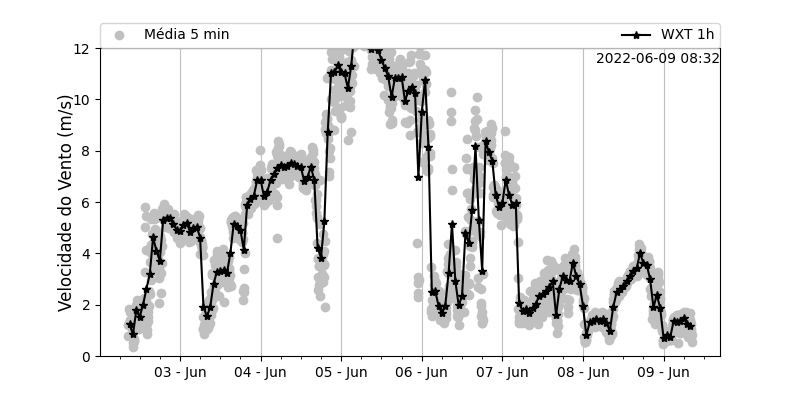 Média 5 min
WXT 1h
2022-06-09 08:32
Velocidade do Vento (m/s)
12
10
8
6
4
2
0
03 - Jun
04 - Jun
05 - Jun
06 - Jun
07 - Jun
08 - Jun
09 - Jun